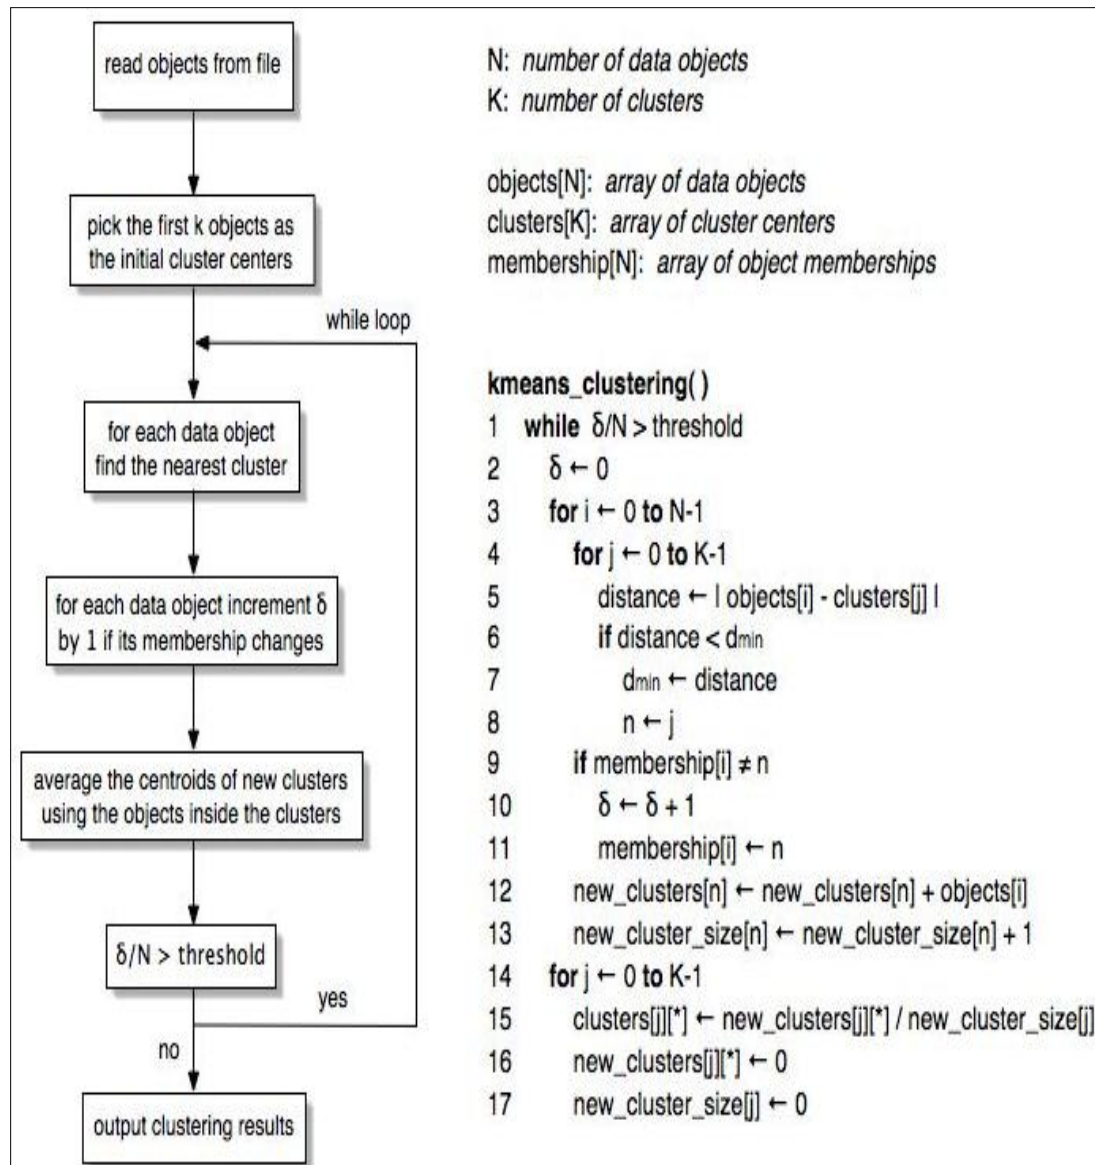 read objects from file
pick the first k objects as
the initial cluster centers
while loop
for each data object
find the nearest cluster
for each data object increment δ
by 1 if its membership changes
average the centroids of new clusters
using the objects inside the clusters
δ/N > threshold
yes
no
output clustering results
N: number of data objects
K: number of clusters
objects[N]: array of data objects
clusters[K]: array of cluster centers
membership[N]: array of object memberships
kmeans_clustering( )
1 while δ/N > threshold
2 δ ← 0
3 for i ← 0 to N-1
4 for j ← 0 to K-1
5 distance ← | objects[i] - clusters[j] |
6 if distance < dmin
7 dmin ← distance
8 n ← j
9 if membership[i] ≠ n
10 δ ← δ + 1
11 membership[i] ← n
12 new_clusters[n] ← new_clusters[n] + objects[i]
13 new_cluster_size[n] ← new_cluster_size[n] + 1
14 for j ← 0 to K-1
15 clusters[j][*] ← new_clusters[j][*] / new_cluster_size[j]
16 new_clusters[j][*] ← 0
17 new_cluster_size[j] ← 0